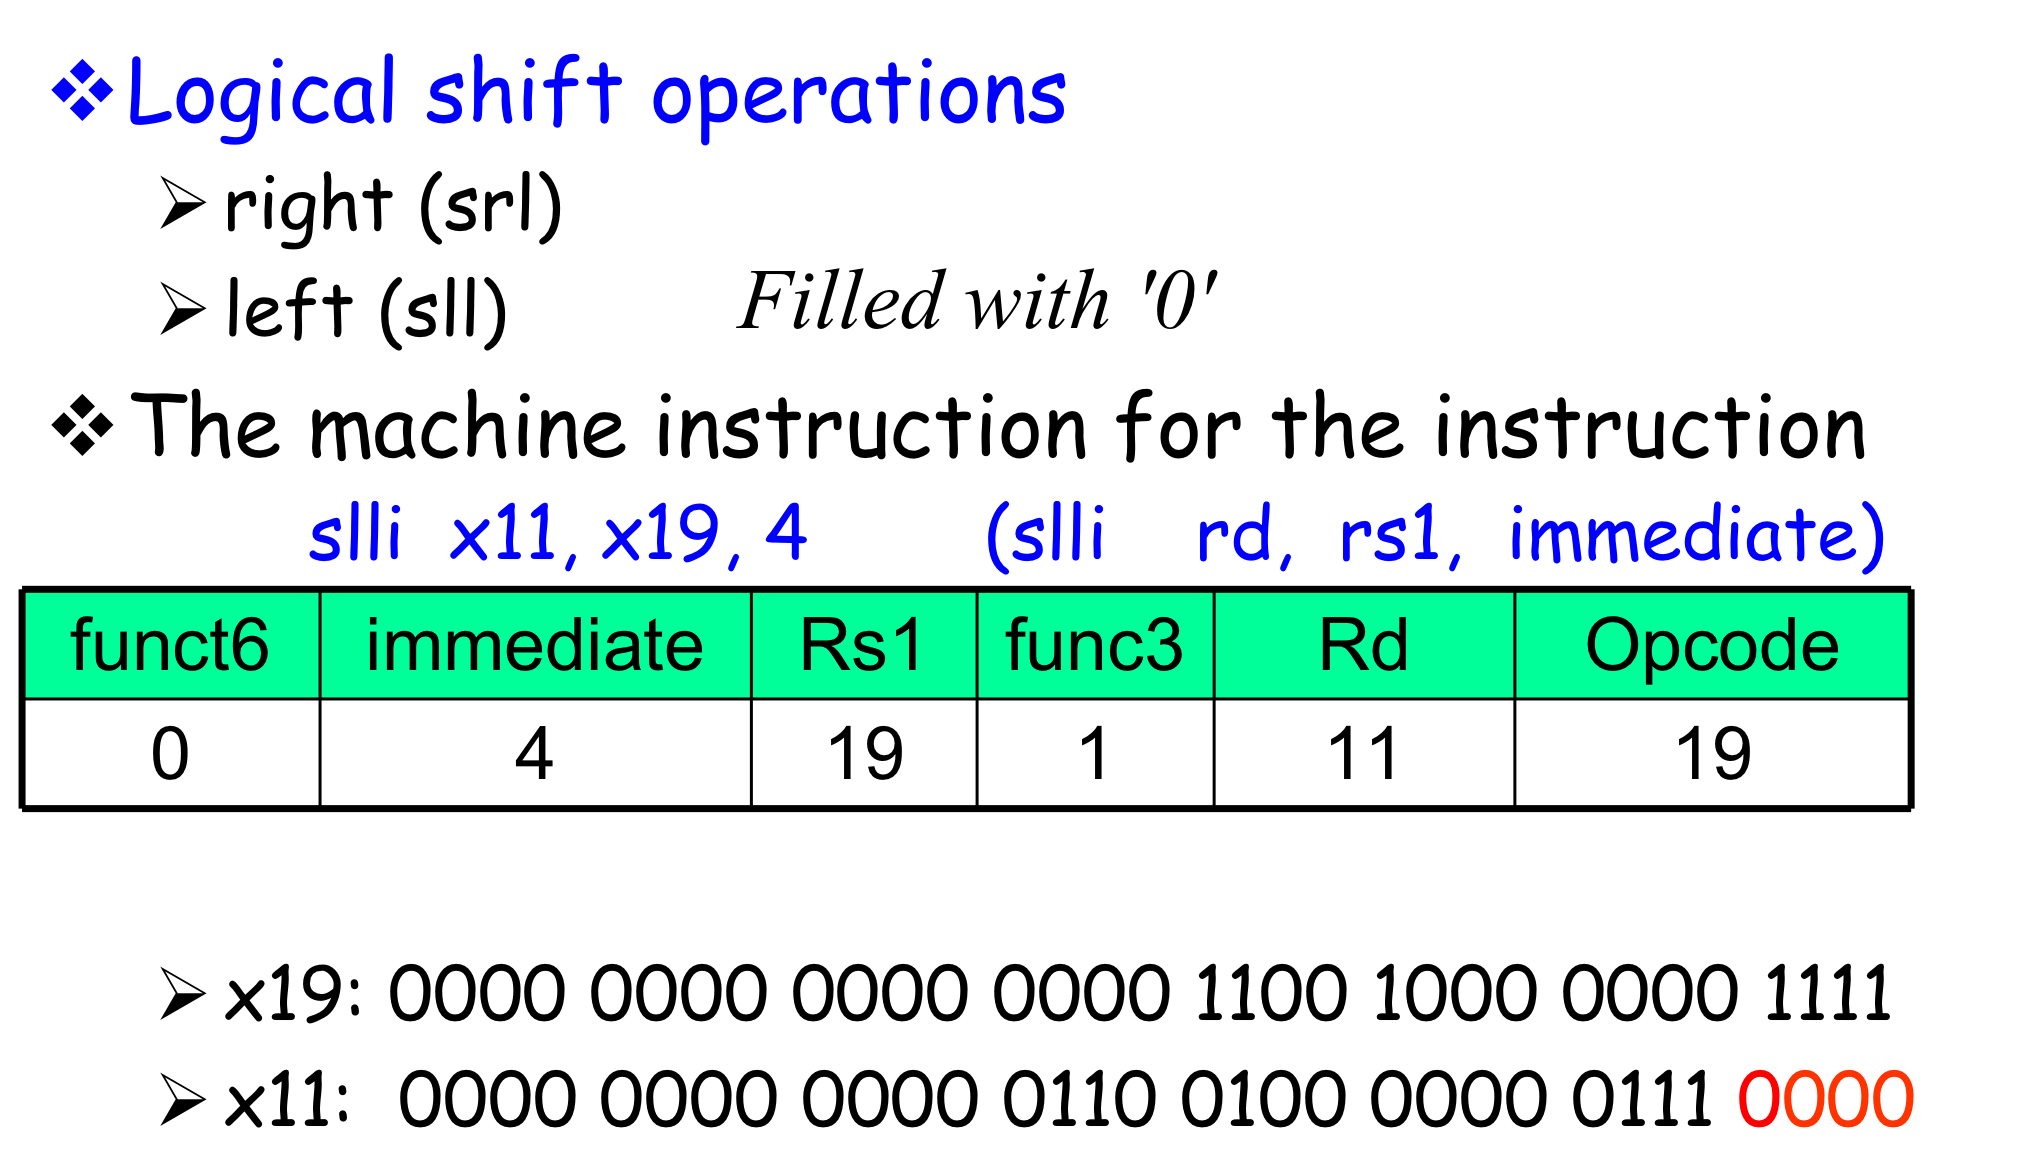 Logical shift operations
right (srl)
left (sll)
Filled with '0'
The machine instruction for the instruction
slli x11, x19, 4 (slli rd, rs1, immediate)
funct6 immediate Rs1 func3 Rd Opcode
0 4 19 1 11 19
x19: 0000 0000 0000 0000 1100 1000 0000 1111
x11: 0000 0000 0000 0110 0100 0000 0111 0000